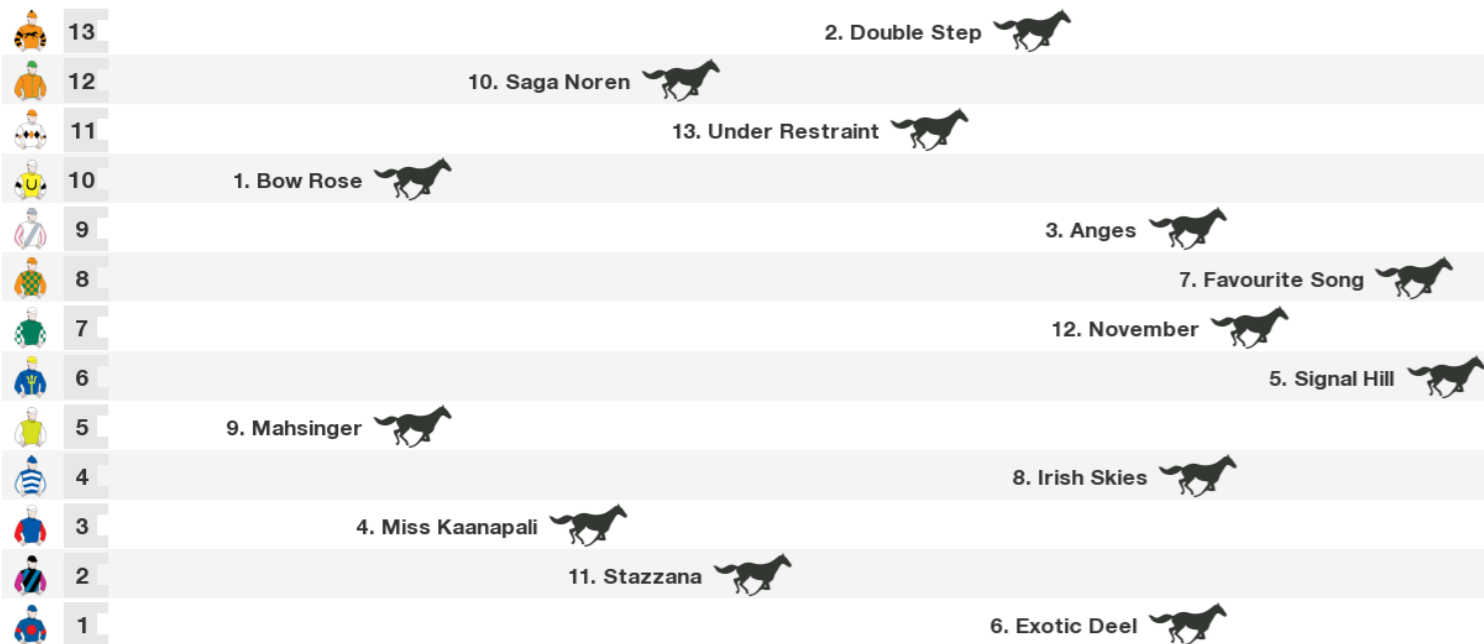 13 2. Double Step
12 10. Saga Noren
11 13. Under Restraint
10 1. Bow Rose
9 3. Anges
8 7. Favourite Song
7 12. November
6 5. Signal Hill
5 9. Mahsinger
4 8. Irish Skies
3 4. Miss Kaanapali
2 11. Stazzana
1 6. Exotic Deel